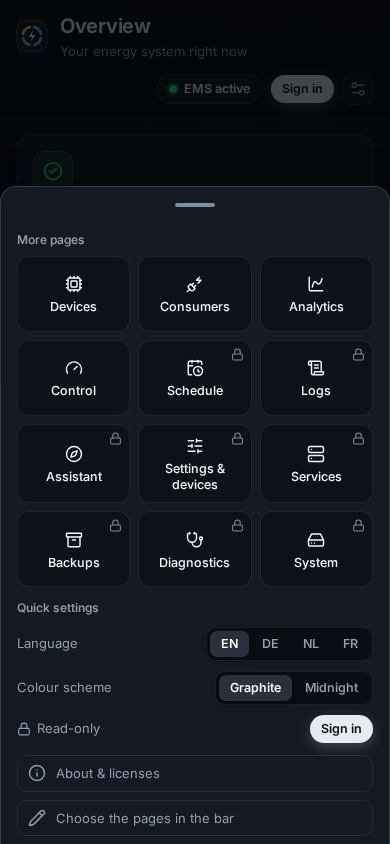 Overview
Your energy system right now
EMS active
Sign in
More pages
Devices
Consumers
Analytics
Control
Schedule
Logs
Assistant
Settings &
devices
Services
Backups
Diagnostics
System
Quick settings
Language
EN DE NL FR
Colour scheme
Graphite Midnight
Read-only
Sign in
About & licenses
Choose the pages in the bar